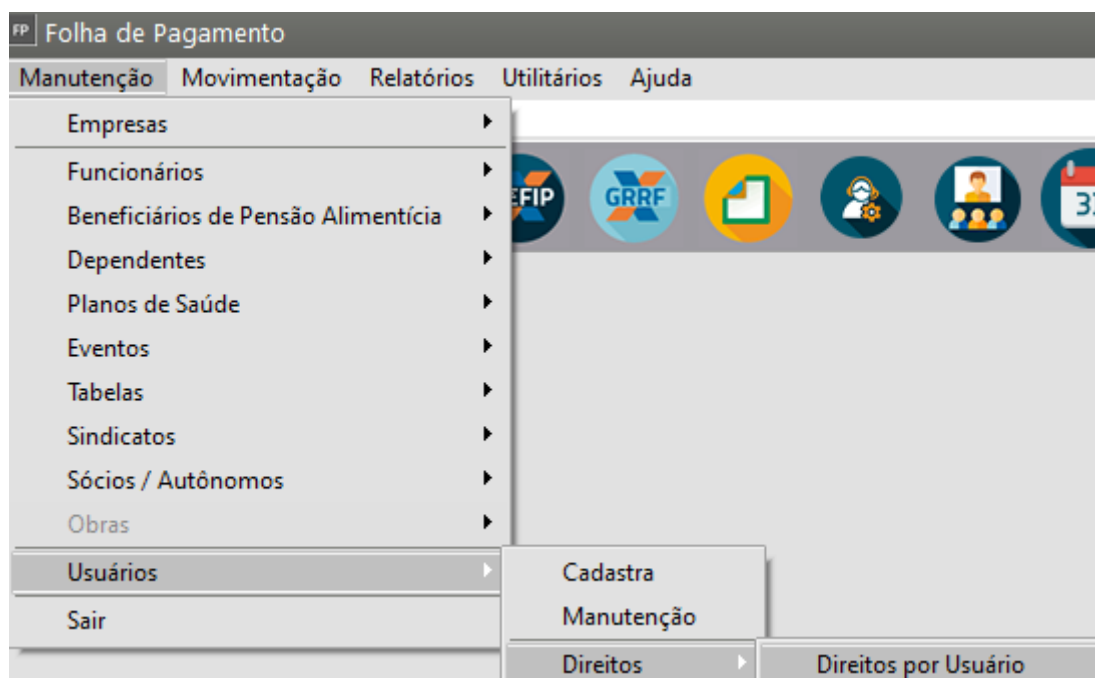 FP Folha de Pagamento
Manutenção Movimentação Relatórios Utilitários Ajuda
Empresas
Funcionários
EFIP GRRF
Beneficiários de Pensão Alimentícia
Dependentes
Planos de Saúde
Eventos
Tabelas
Sindicatos
Sócios / Autônomos
Obras
Usuários
Cadastra
Sair
Manutenção
Direitos
Direitos por Usuário